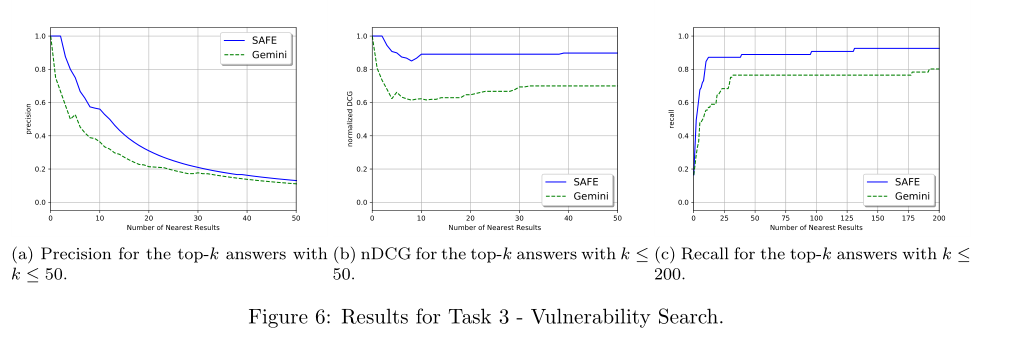 1.0
0.8
0.6
0.4
0.2
0.0
precision
SAFE
Gemini
0 10 20 30 40 50
Number of Nearest Results
1.0
0.8
0.6
0.4
0.2
0.0
normalized DCG
SAFE
Gemini
0 10 20 30 40 50
Number of Nearest Results
1.0
0.8
0.6
0.4
0.2
0.0
recall
SAFE
Gemini
0 25 50 75 100 125 150 175 200
Number of Nearest Results
(a) Precision for the top-k answers with
k ≤ 50.
(b) nDCG for the top-k answers with k ≤
50.
(c) Recall for the top-k answers with k ≤
200.
Figure 6: Results for Task 3 - Vulnerability Search.